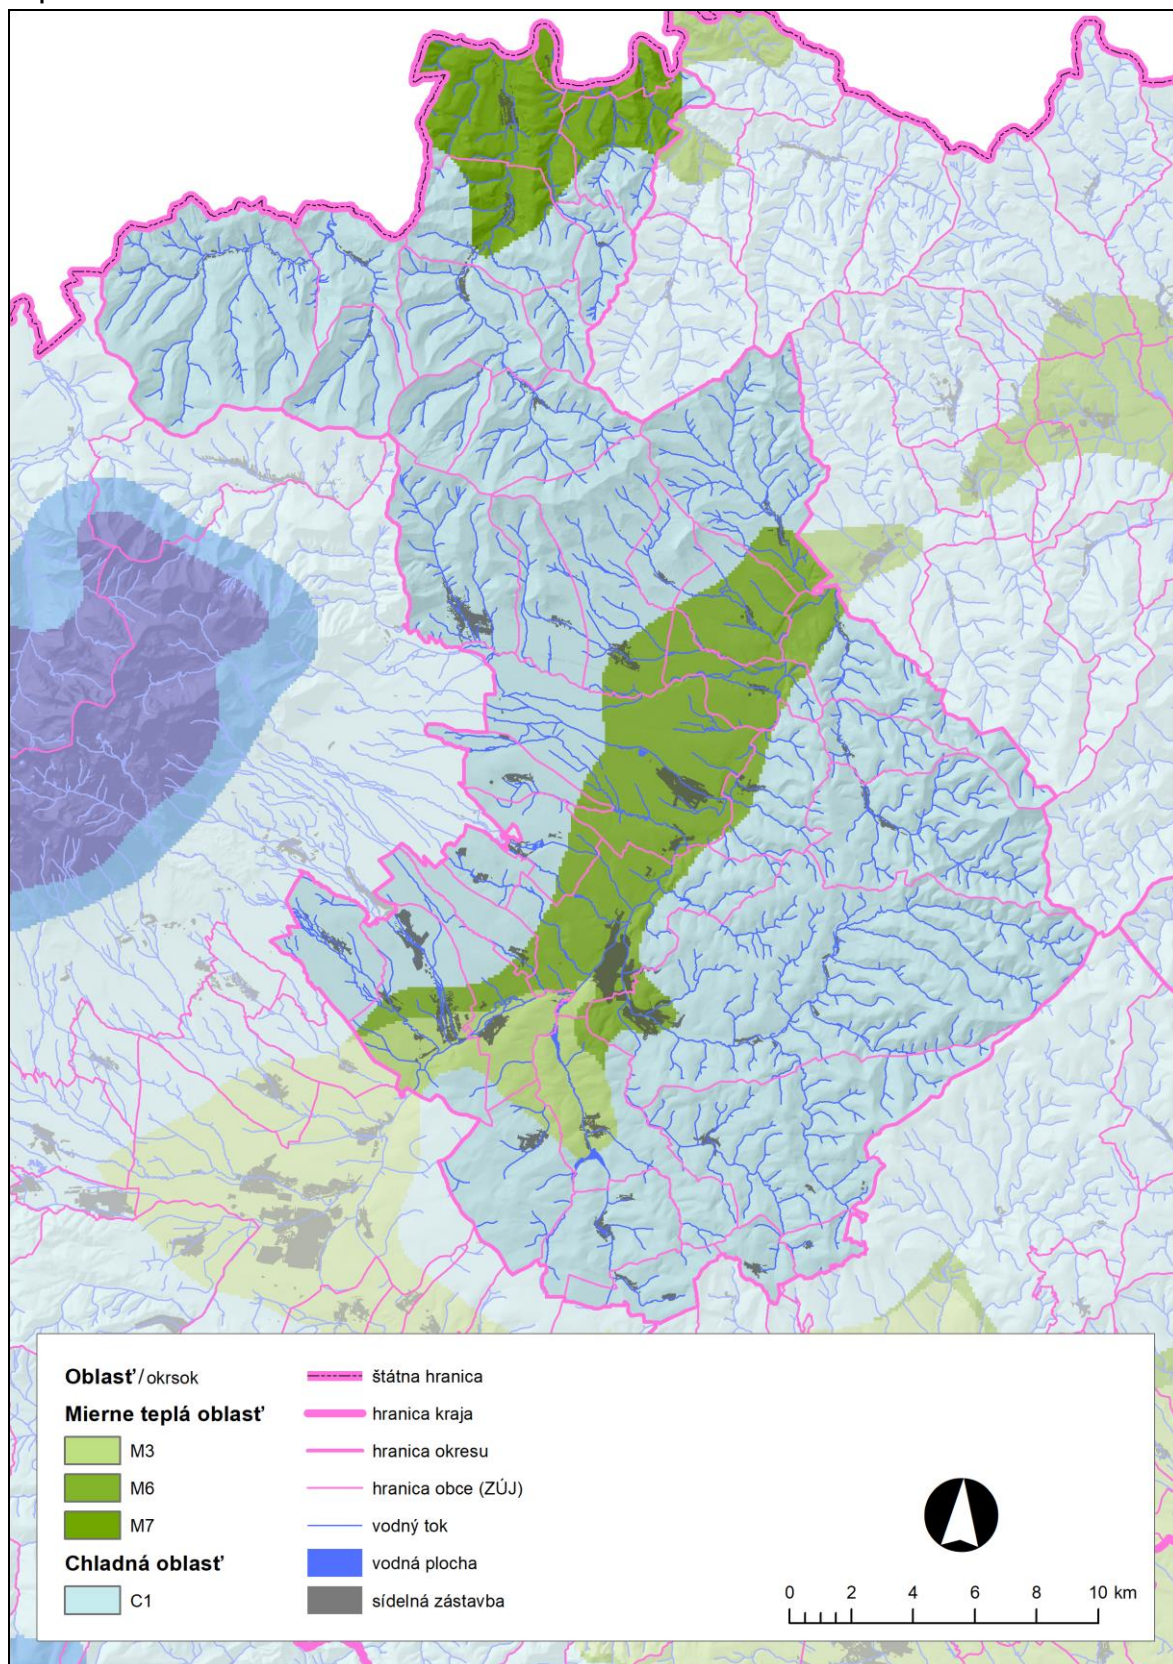 Oblasť/okrsok
Mierne teplá oblasť
M3
M6
M7
Chladná oblasť
C1
štátna hranica
hranica kraja
hranica okresu
hranica obce (ZÚJ)
vodný tok
vodná plocha
sídelná zástavba
0 2 4 6 8 10 km